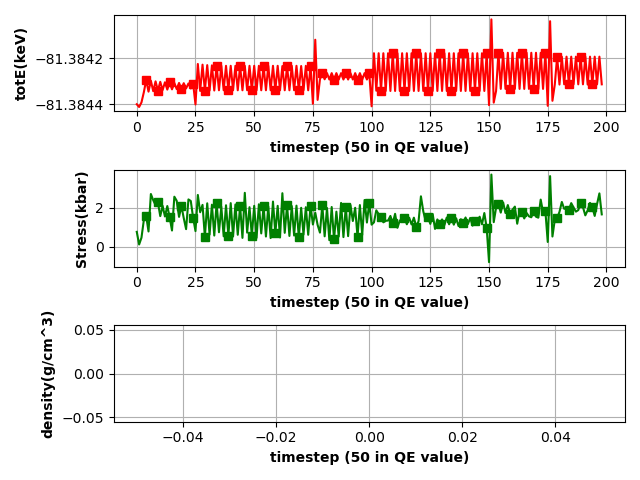 totE(keV)
−81.3842
−81.3844
0 25 50 75 100 125 150 175 200
timestep (50 in QE value)
Stress(kbar)
2
0
0 25 50 75 100 125 150 175 200
timestep (50 in QE value)
density(g/cm^3)
0.05
0.00
−0.05
−0.04 −0.02 0.00 0.02 0.04
timestep (50 in QE value)